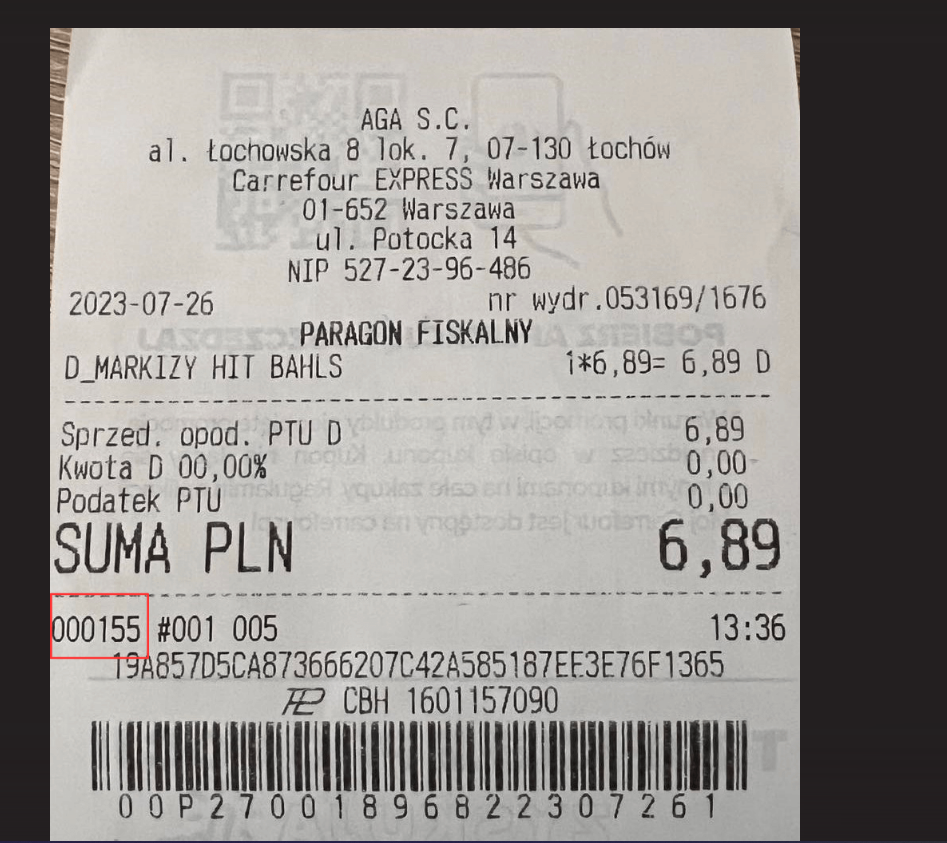 AGA S.C.
al. Łochowska 8 lok. 7, 07-130 Łochów
Carrefour EXPRESS Warszawa
01-652 Warszawa
ul. Potocka 14
NIP 527-23-96-486
2023-07-26 nr wydr.053169/1676
PARAGON FISKALNY
D_MARKIZY HIT BAHLS 1*6,89= 6,89 D
Sprzed. opod. PTU D 6,89
Kwota D 00,00% 0,00
Podatek PTU 0,00
SUMA PLN 6,89
000155 #001 005 13:36
19A857D5CA873666207C42A585187EE3E76F1365
CBH 1601157090
00P27001896822307261